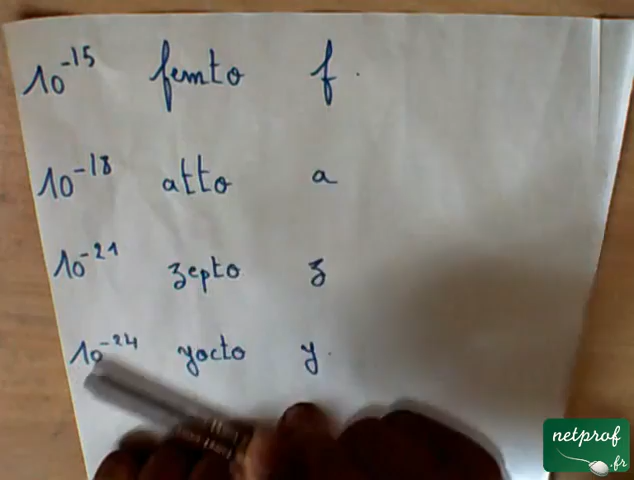 10⁻¹⁵ femto f.
10⁻¹⁸ atto a
10⁻²¹ zepto z
10⁻²⁴ yocto y.
netprof
.fr